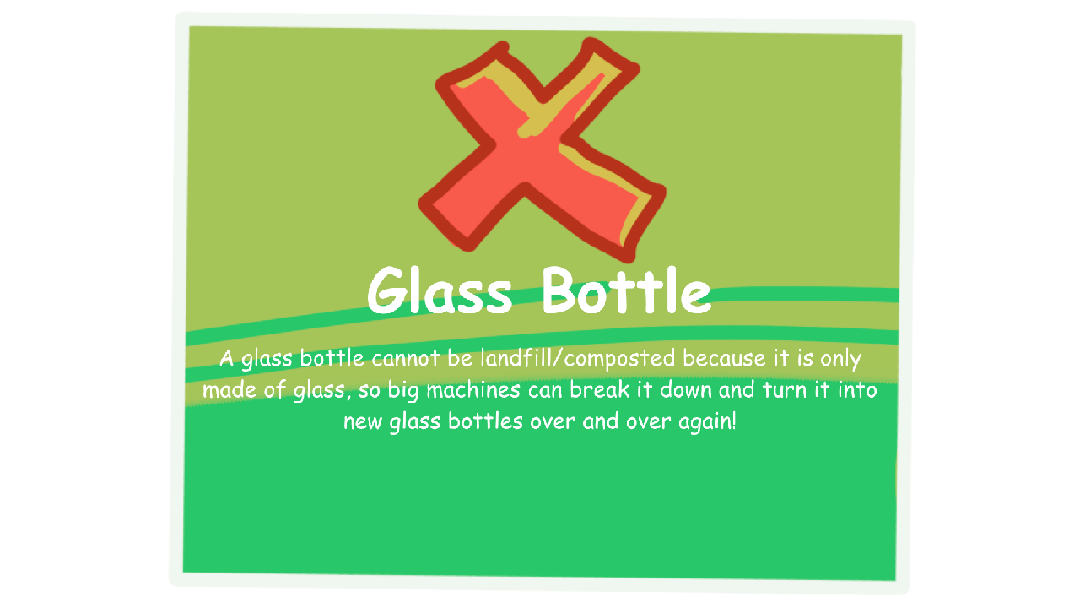 Glass Bottle
A glass bottle cannot be landfill/composted because it is only
made of glass, so big machines can break it down and turn it into
new glass bottles over and over again!